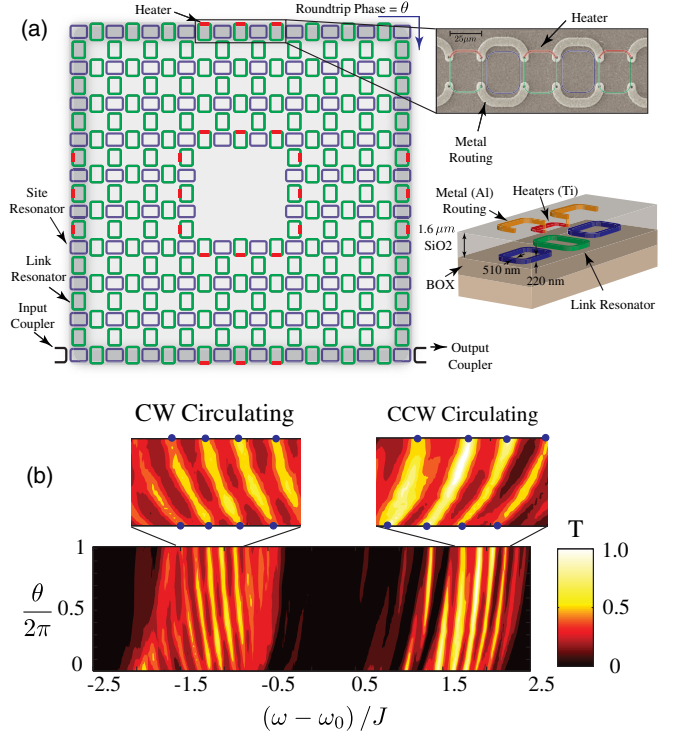 (a)
Heater
Roundtrip Phase = θ
25μm
Heater
Metal
Routing
Metal (Al)
Routing
Heaters (Ti)
1.6 μm
SiO2
BOX
510 nm
220 nm
Link Resonator
Site
Resonator
Link
Resonator
Input
Coupler
Output
Coupler
CW Circulating
CCW Circulating
(b)
T
1.0
0.5
0
θ
2π
1
0.5
0
-2.5
-1.5
-0.5
0.5
1.5
2.5
(ω − ω₀) /J